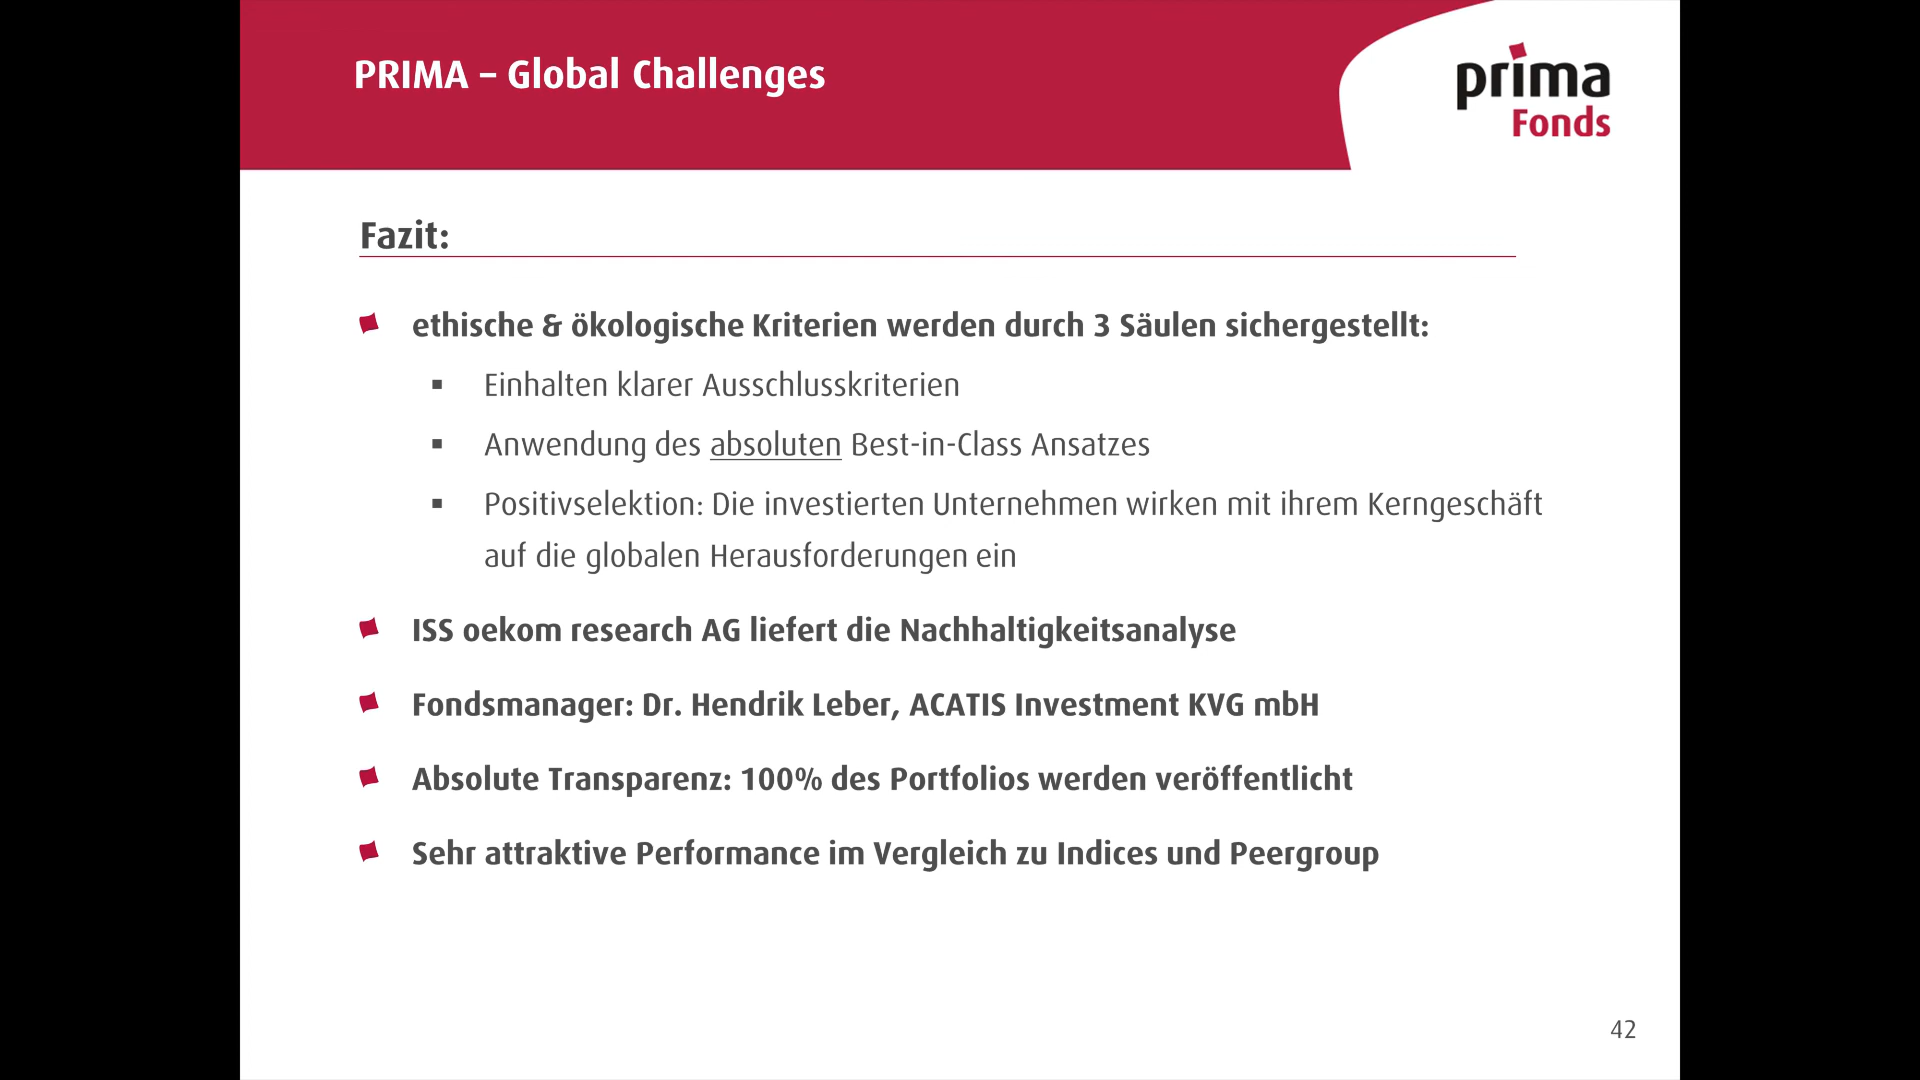 PRIMA – Global Challenges
prima
Fonds
Fazit:
ethische & ökologische Kriterien werden durch 3 Säulen sichergestellt:
Einhalten klarer Ausschlusskriterien
Anwendung des absoluten Best-in-Class Ansatzes
Positivselektion: Die investierten Unternehmen wirken mit ihrem Kerngeschäft
auf die globalen Herausforderungen ein
ISS oekom research AG liefert die Nachhaltigkeitsanalyse
Fondsmanager: Dr. Hendrik Leber, ACATIS Investment KVG mbH
Absolute Transparenz: 100% des Portfolios werden veröffentlicht
Sehr attraktive Performance im Vergleich zu Indices und Peergroup
42